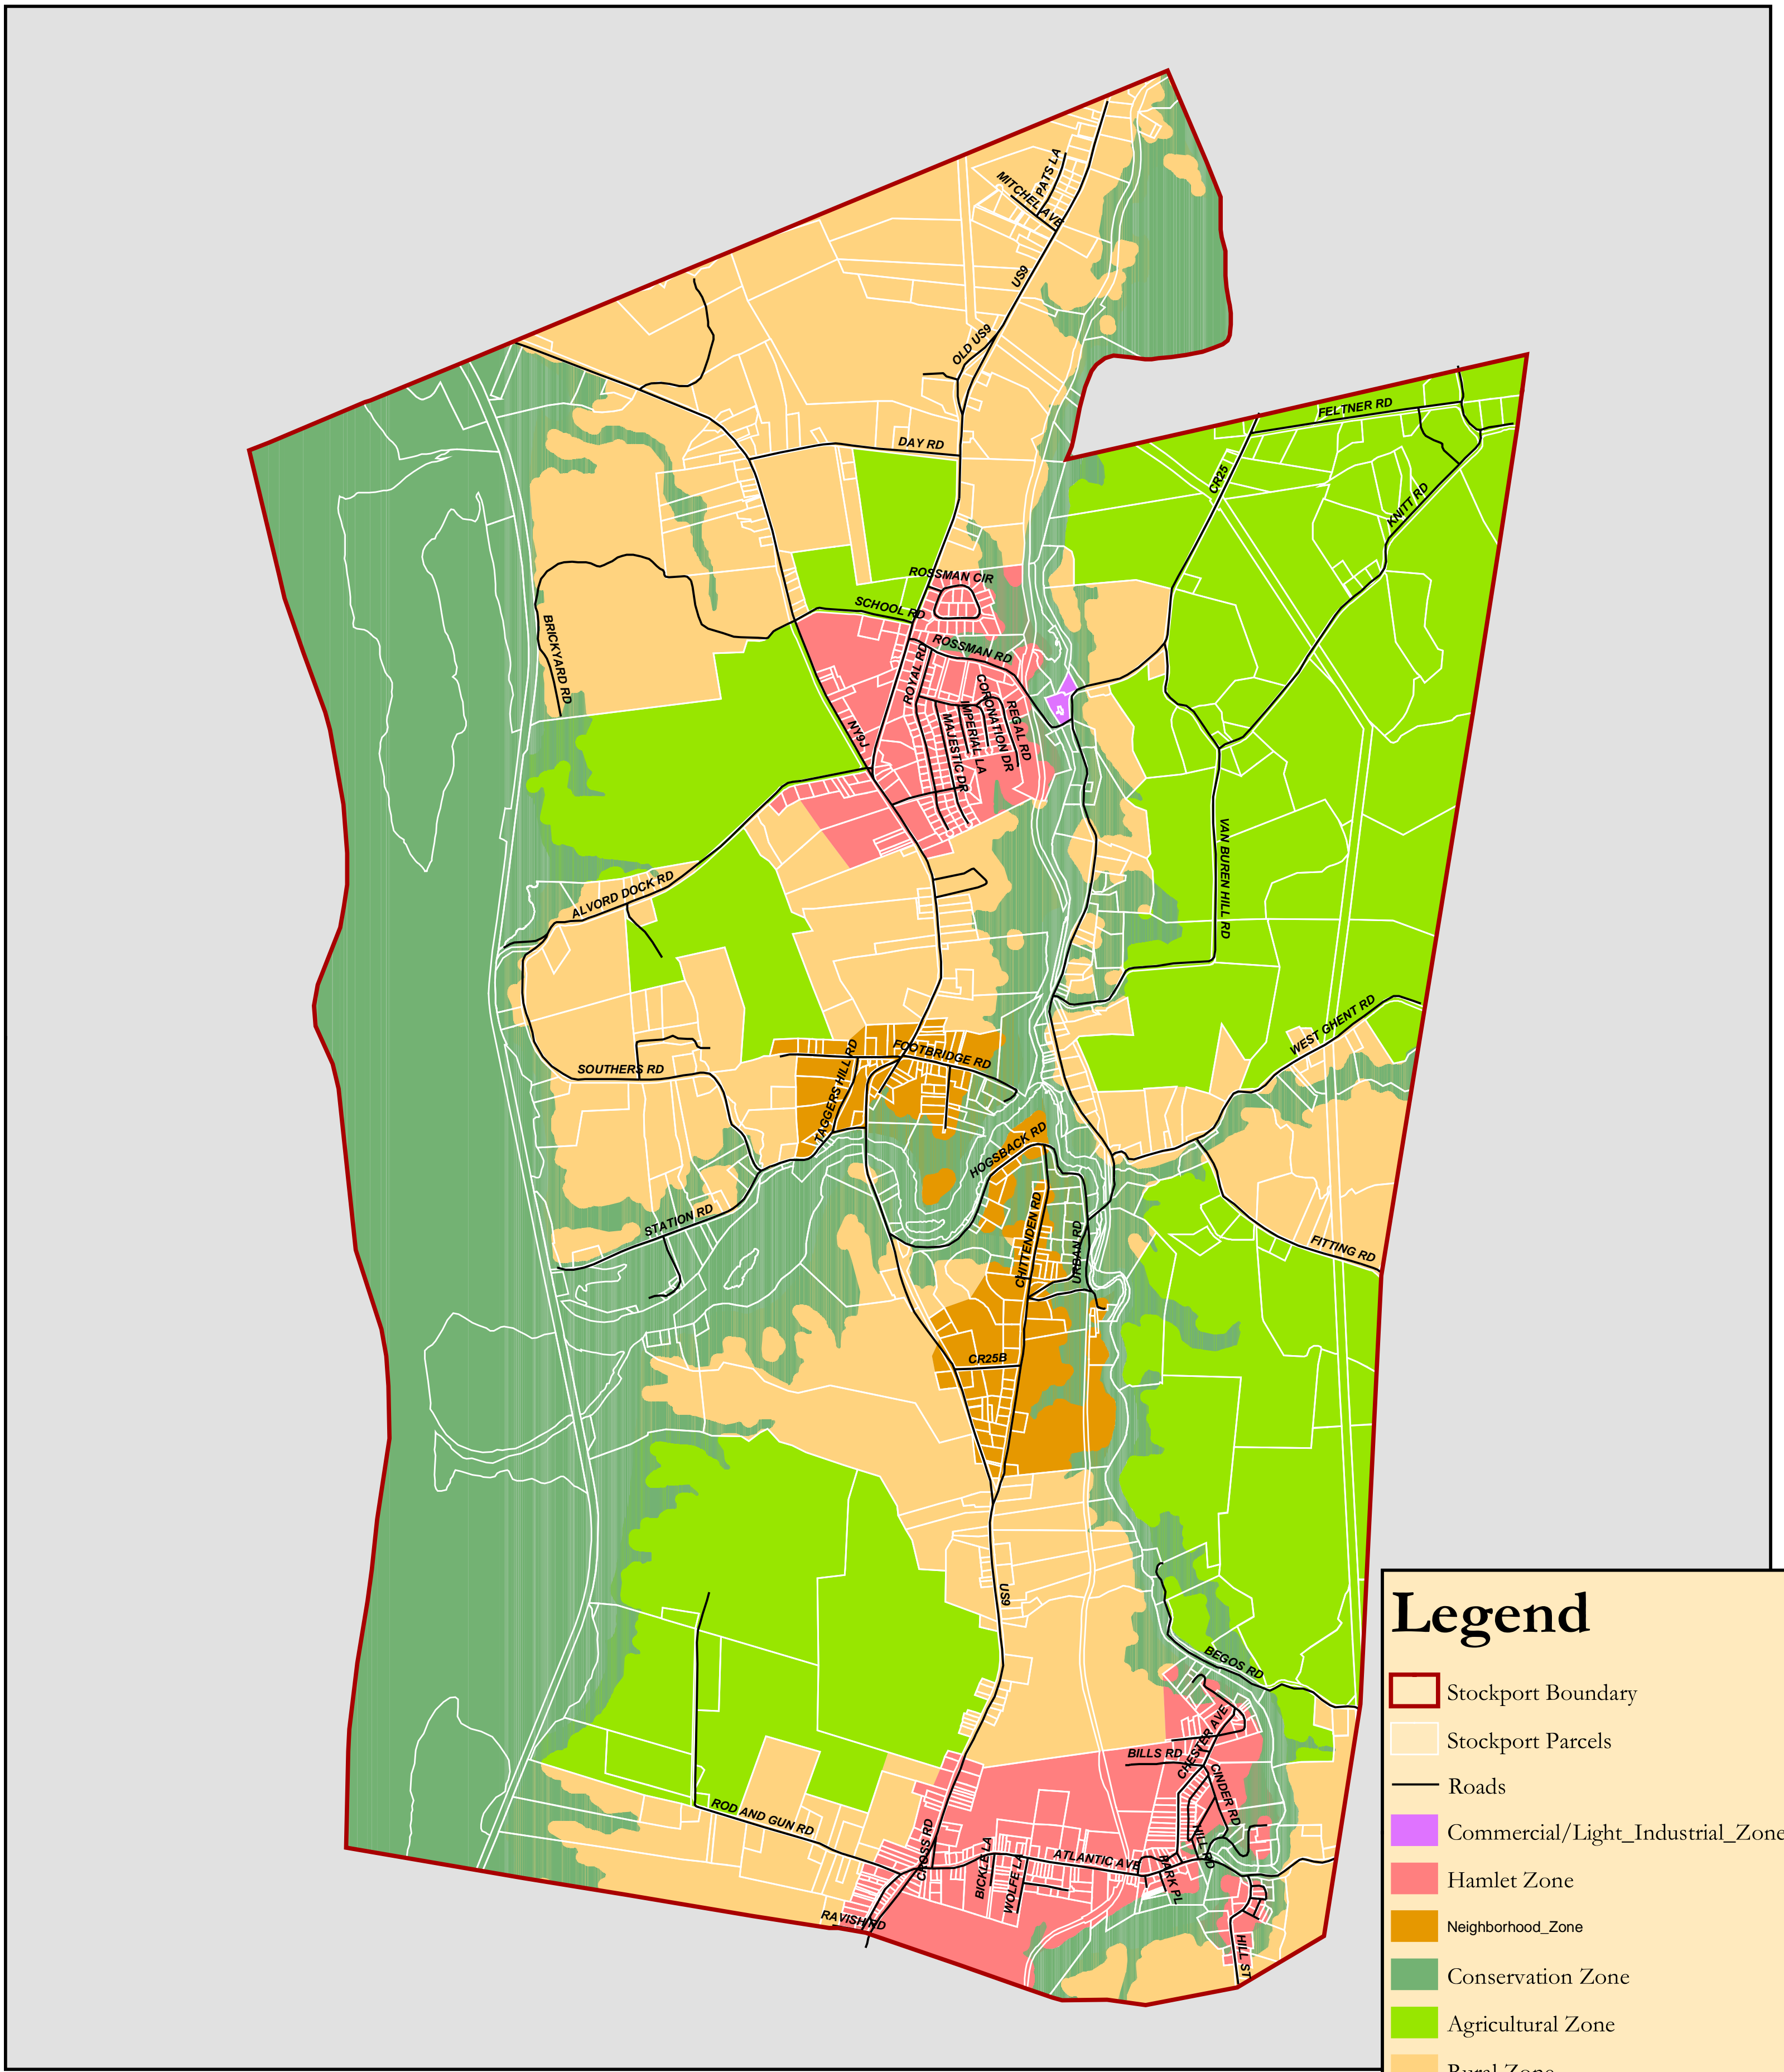 PATS LA
MITCHEL AVE
US9
OLD US9
DAY RD
FELTNER RD
CR25
KNITT RD
ROSSMAN CIR
SCHOOL RD
ROSSMAN RD
BRICKYARD RD
ROYAL RD
CORONATION DR
REGAL RD
IMPERIAL LA
MAJESTIC DR
NY9J
VAN BUREN HILL RD
ALVORD DOCK RD
WEST GHENT RD
FOOTBRIDGE RD
SOUTHERS RD
TAGGERS HILL RD
HOGSBACK RD
STATION RD
CHITTENDEN RD
URBAN RD
FITTING RD
CR25B
US9
BEGOS RD
CHESTER AVE
BILLS RD
CINDER RD
ROD AND GUN RD
CROSS RD
HILL RD
BICKLE LA
WOLFE LA
ATLANTIC AVE
PARK PL
RAVISH RD
HILL ST
Legend
Stockport Boundary
Stockport Parcels
Roads
Commercial/Light_Industrial_Zone
Hamlet Zone
Neighborhood_Zone
Conservation Zone
Agricultural Zone
Rural Zone